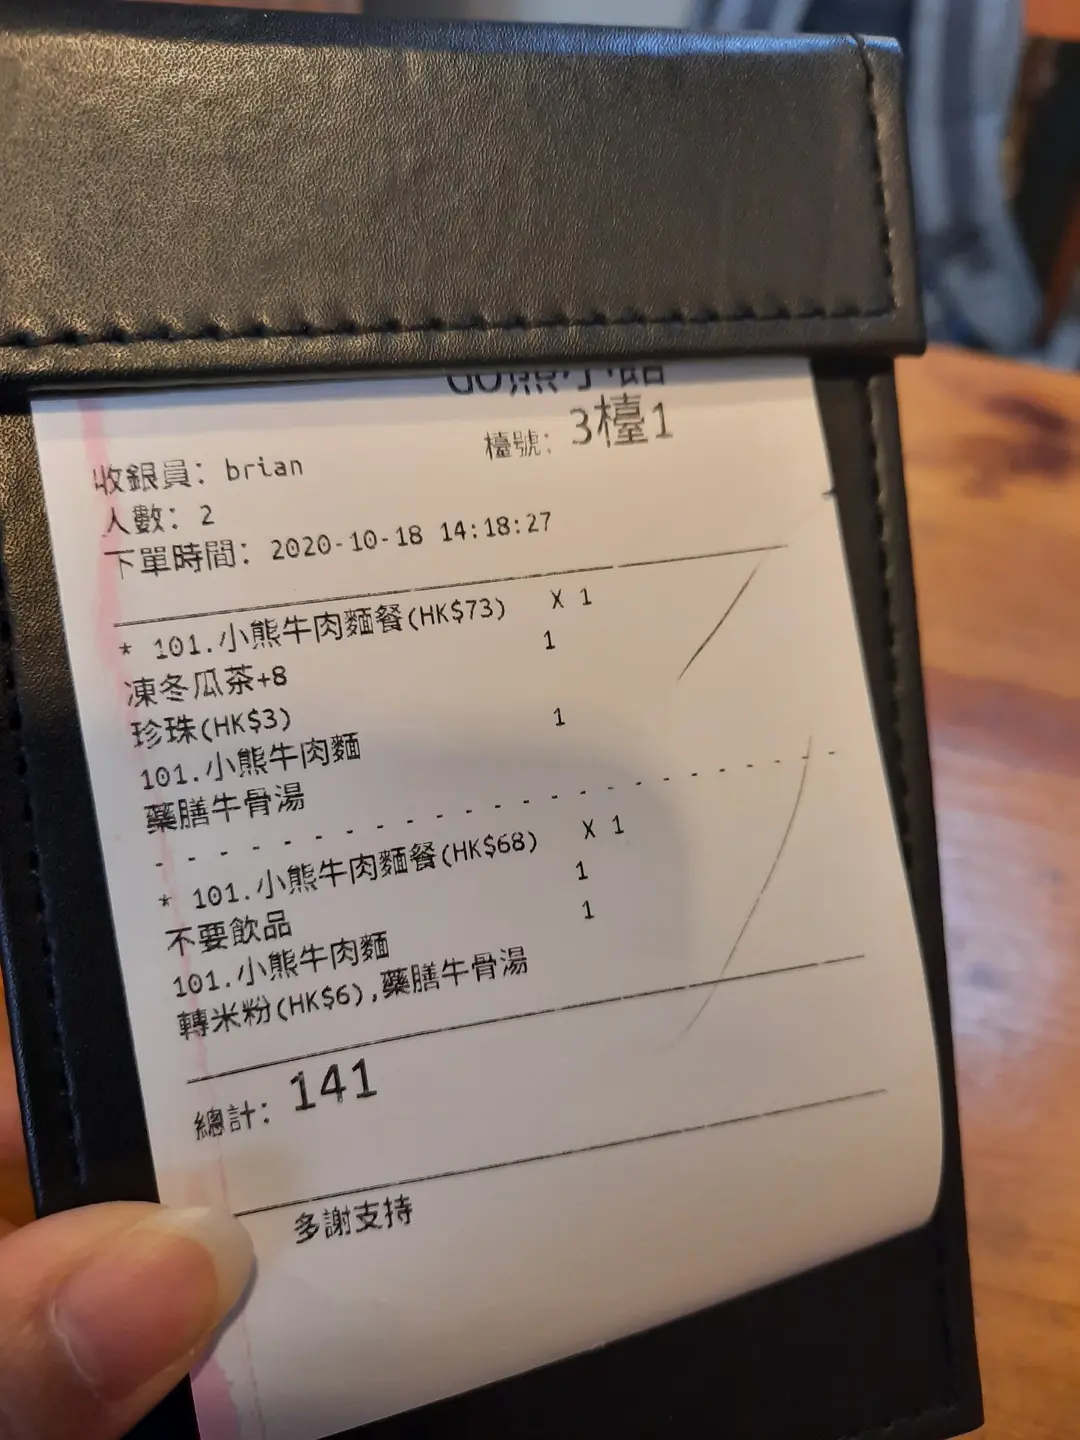 檯號: 3檯1
收銀員: brian
人數: 2
下單時間: 2020-10-18 14:18:27
* 101.小熊牛肉麵餐(HK$73) X 1
凍冬瓜茶+8 1
珍珠(HK$3)
101.小熊牛肉麵 1
藥膳牛骨湯
* 101.小熊牛肉麵餐(HK$68) X 1
不要飲品 1
101.小熊牛肉麵 1
轉米粉(HK$6),藥膳牛骨湯
總計: 141
多謝支持